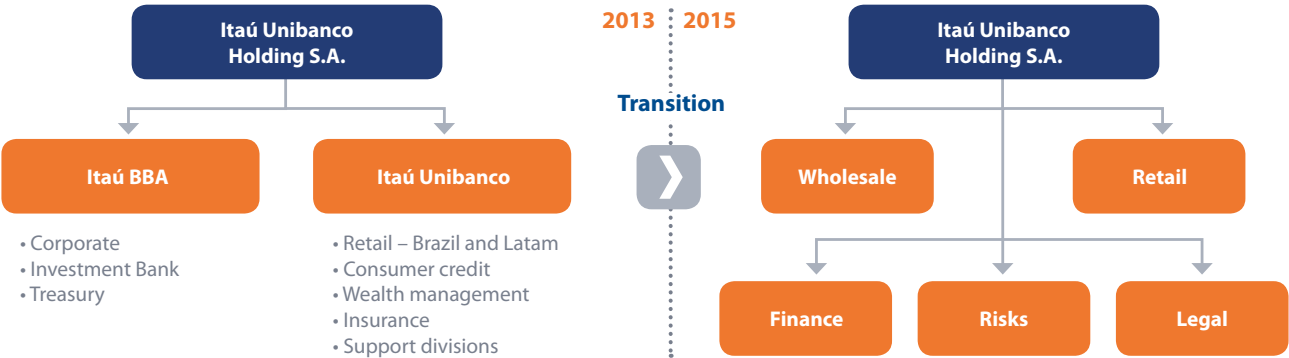 Itaú Unibanco
Holding S.A.
Itaú BBA
Itaú Unibanco
• Corporate
• Investment Bank
• Treasury
• Retail – Brazil and Latam
• Consumer credit
• Wealth management
• Insurance
• Support divisions
2013
2015
Transition
Itaú Unibanco
Holding S.A.
Wholesale
Retail
Finance
Risks
Legal